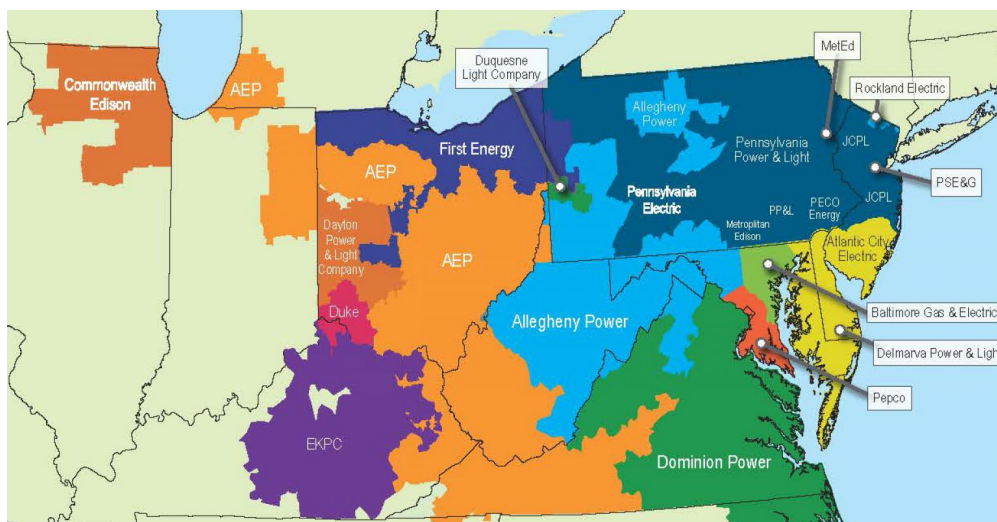 MetEd
Duquesne
Light Company
Rockland Electric
Commonwealth
Edison
AEP
Allegheny
Power
JCPL
First Energy
Pennsylvania
Power & Light
AEP
PSE&G
Pennsylvania
Electric
PECO
Energy
JCPL
PP&L
Metropolitan
Edison
Dayton
Power
& Light
Company
AEP
Atlantic City
Electric
Duke
Allegheny Power
Baltimore Gas & Electric
Delmarva Power & Light
Pepco
EKPC
Dominion Power